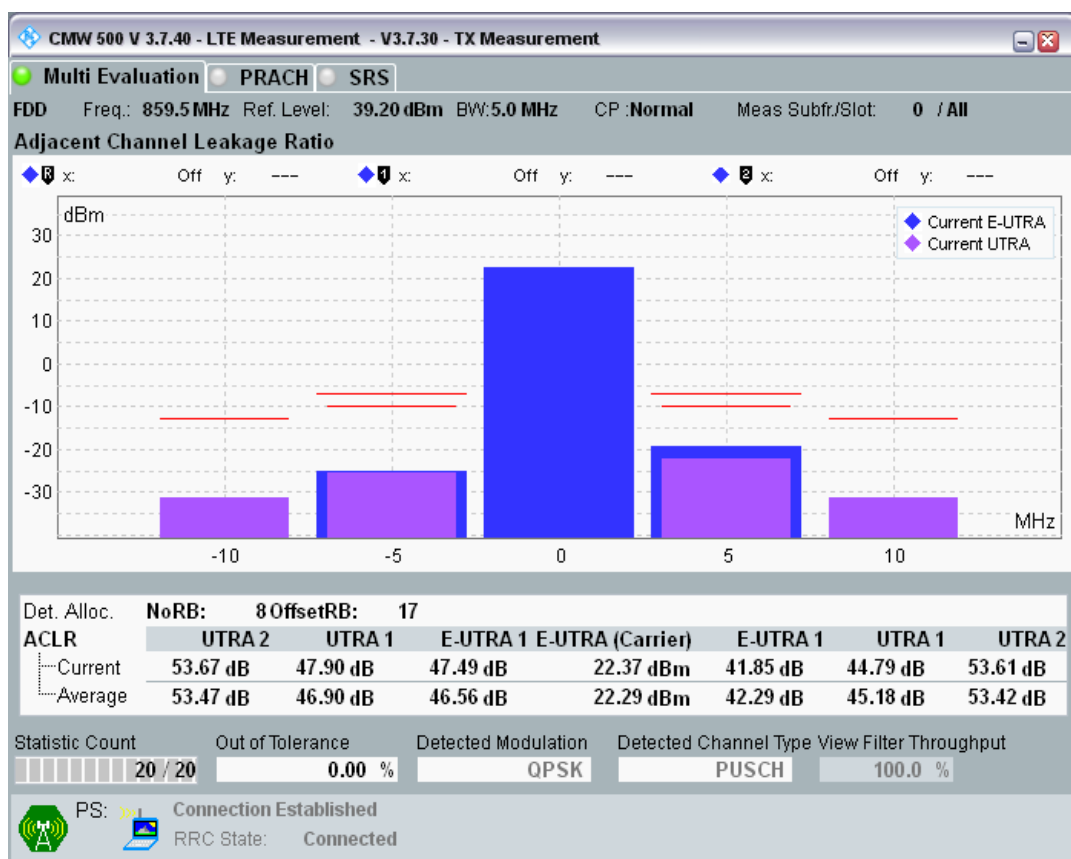 CMW 500 V 3.7.40 - LTE Measurement - V3.7.30 - TX Measurement
Multi Evaluation PRACH SRS
FDD Freq.: 859.5 MHz Ref. Level: 39.20 dBm BW:5.0 MHz CP :Normal Meas Subfr./Slot: 0 / All
Adjacent Channel Leakage Ratio
R x: Off y: --- 1 x: Off y: --- 2 x: Off y: ---
dBm
Current E-UTRA
Current UTRA
30
20
10
0
-10
-20
-30
MHz
-10 -5 0 5 10
Det. Alloc. NoRB: 8 OffsetRB: 17
ACLR UTRA 2 UTRA 1 E-UTRA 1 E-UTRA (Carrier) E-UTRA 1 UTRA 1 UTRA 2
Current 53.67 dB 47.90 dB 47.49 dB 22.37 dBm 41.85 dB 44.79 dB 53.61 dB
Average 53.47 dB 46.90 dB 46.56 dB 22.29 dBm 42.29 dB 45.18 dB 53.42 dB
Statistic Count Out of Tolerance Detected Modulation Detected Channel Type View Filter Throughput
20 / 20 0.00 % QPSK PUSCH 100.0 %
PS: Connection Established
RRC State: Connected